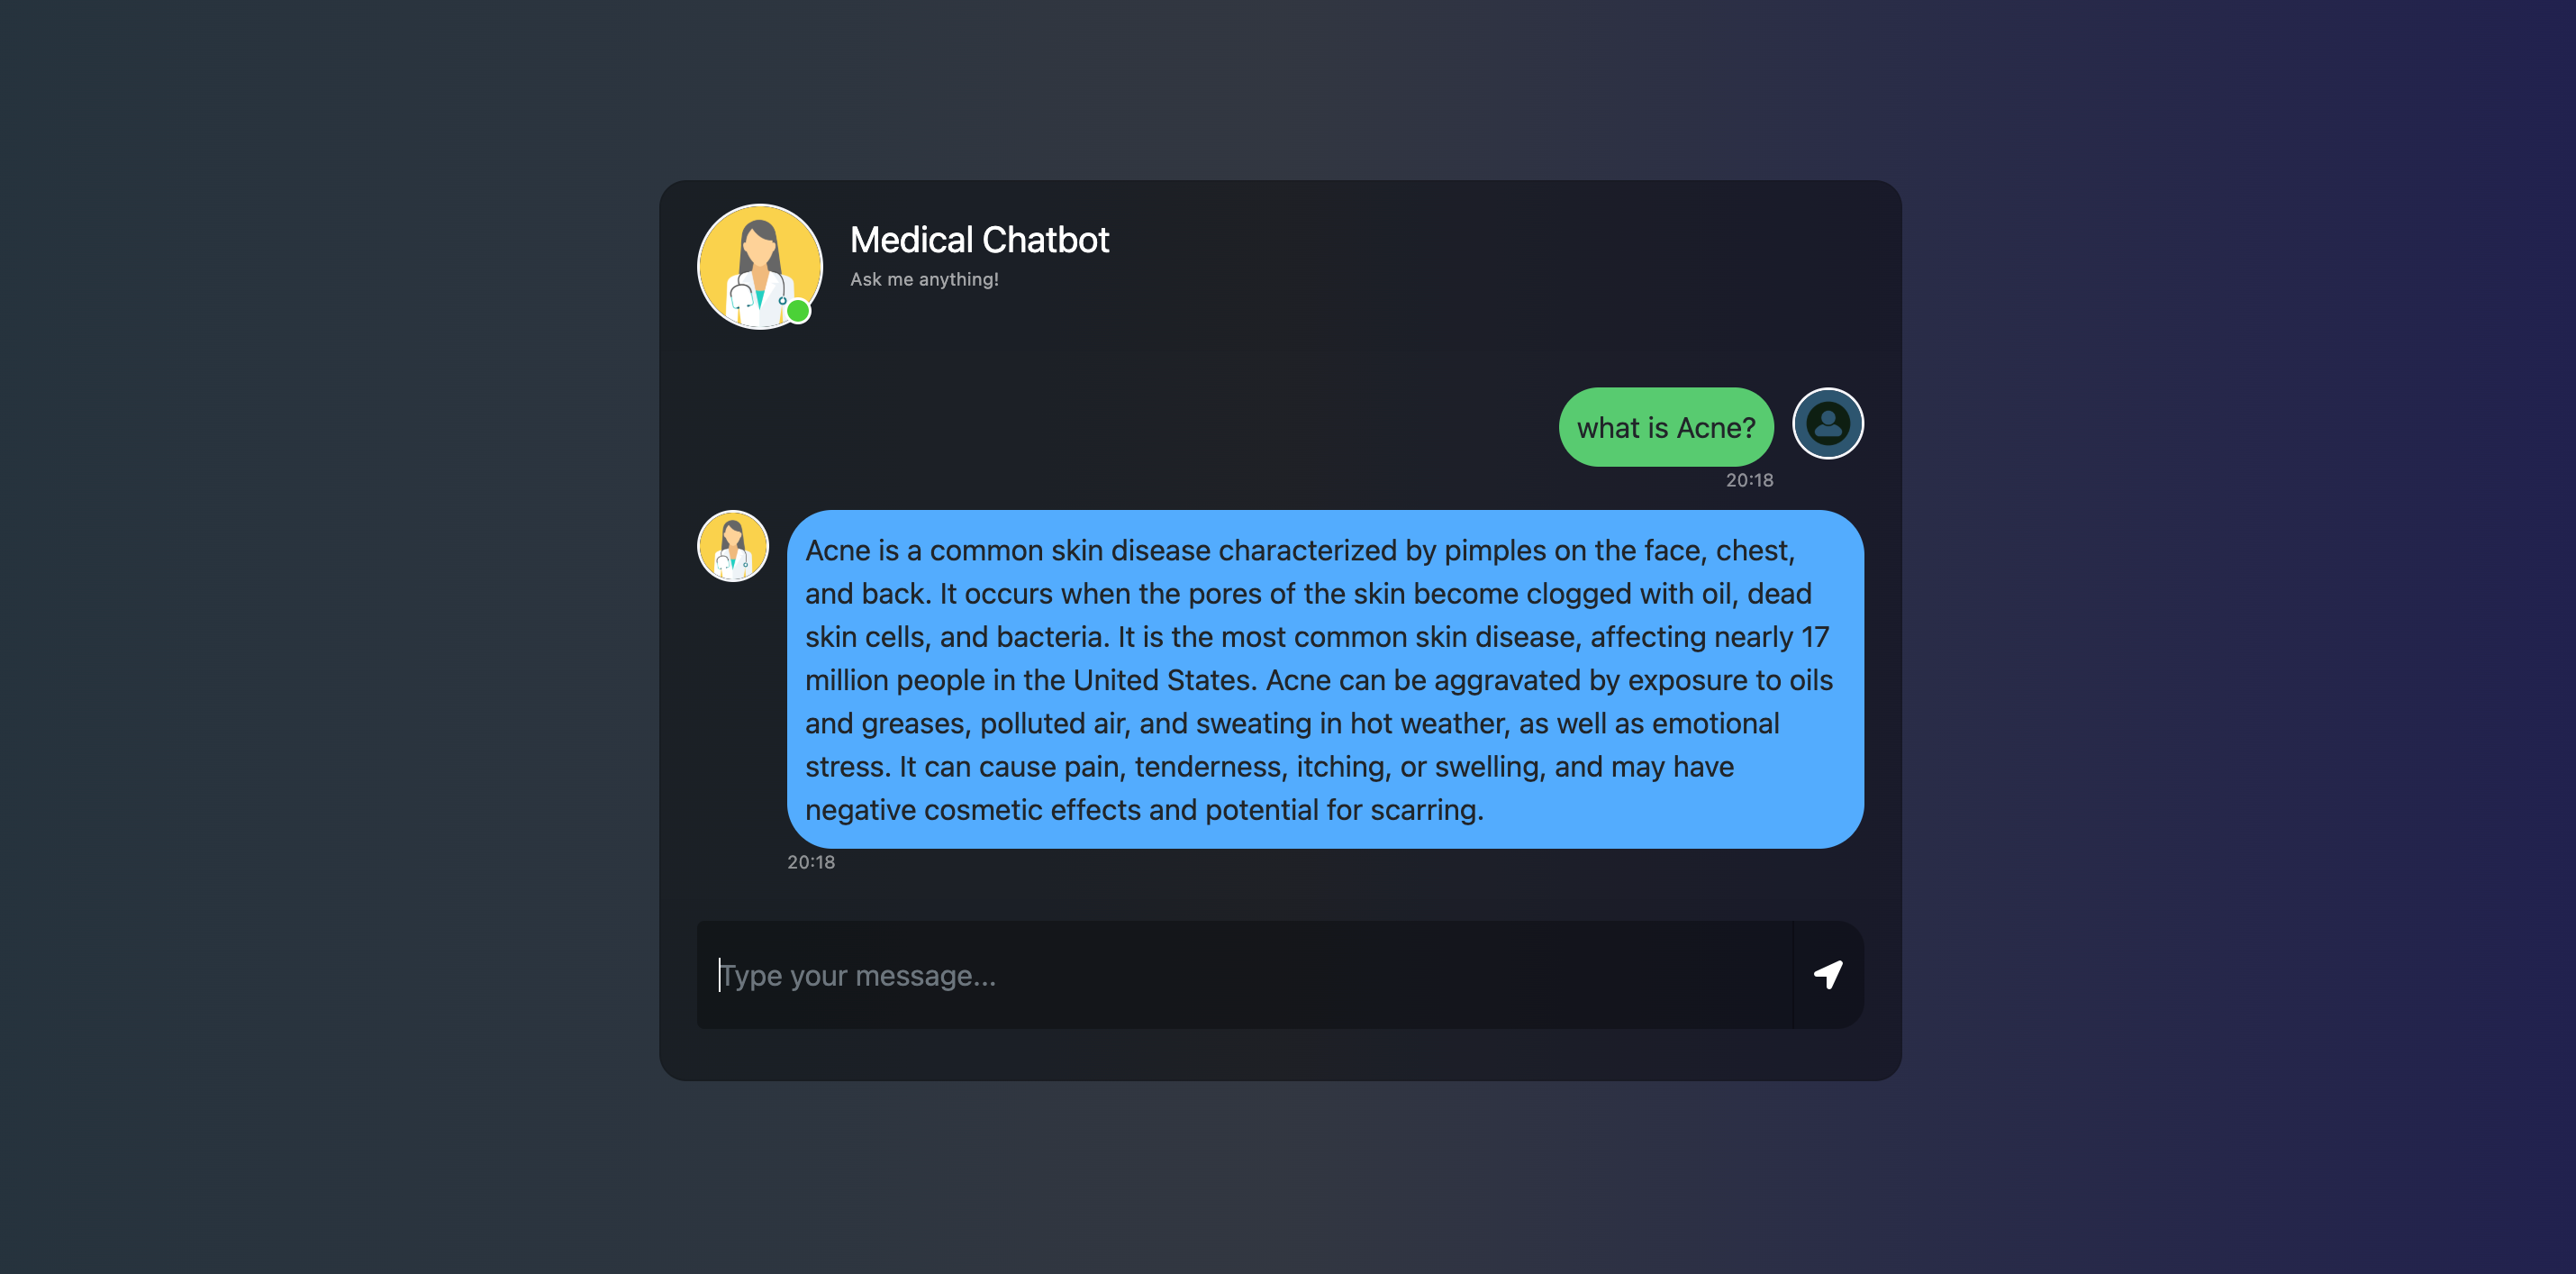 Medical Chatbot
Ask me anything!
what is Acne?
20:18
Acne is a common skin disease characterized by pimples on the face, chest,
and back. It occurs when the pores of the skin become clogged with oil, dead
skin cells, and bacteria. It is the most common skin disease, affecting nearly 17
million people in the United States. Acne can be aggravated by exposure to oils
and greases, polluted air, and sweating in hot weather, as well as emotional
stress. It can cause pain, tenderness, itching, or swelling, and may have
negative cosmetic effects and potential for scarring.
20:18
Type your message...